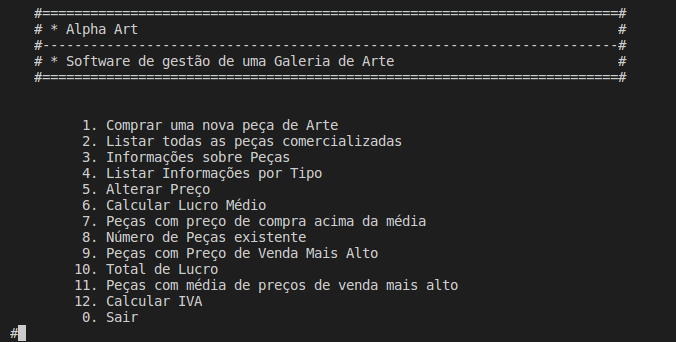 #========================================================================#
# * Alpha Art #
#------------------------------------------------------------------------#
# * Software de gestão de uma Galeria de Arte #
#========================================================================#
1. Comprar uma nova peça de Arte
2. Listar todas as peças comercializadas
3. Informações sobre Peças
4. Listar Informações por Tipo
5. Alterar Preço
6. Calcular Lucro Médio
7. Peças com preço de compra acima da média
8. Número de Peças existente
9. Peças com Preço de Venda Mais Alto
10. Total de Lucro
11. Peças com média de preços de venda mais alto
12. Calcular IVA
0. Sair
#